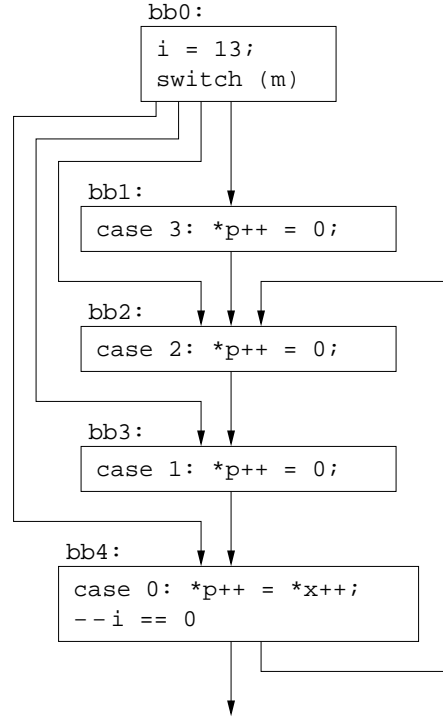 bb0:
i = 13;
switch (m)
bb1:
case 3: *p++ = 0;
bb2:
case 2: *p++ = 0;
bb3:
case 1: *p++ = 0;
bb4:
case 0: *p++ = *x++;
--i == 0